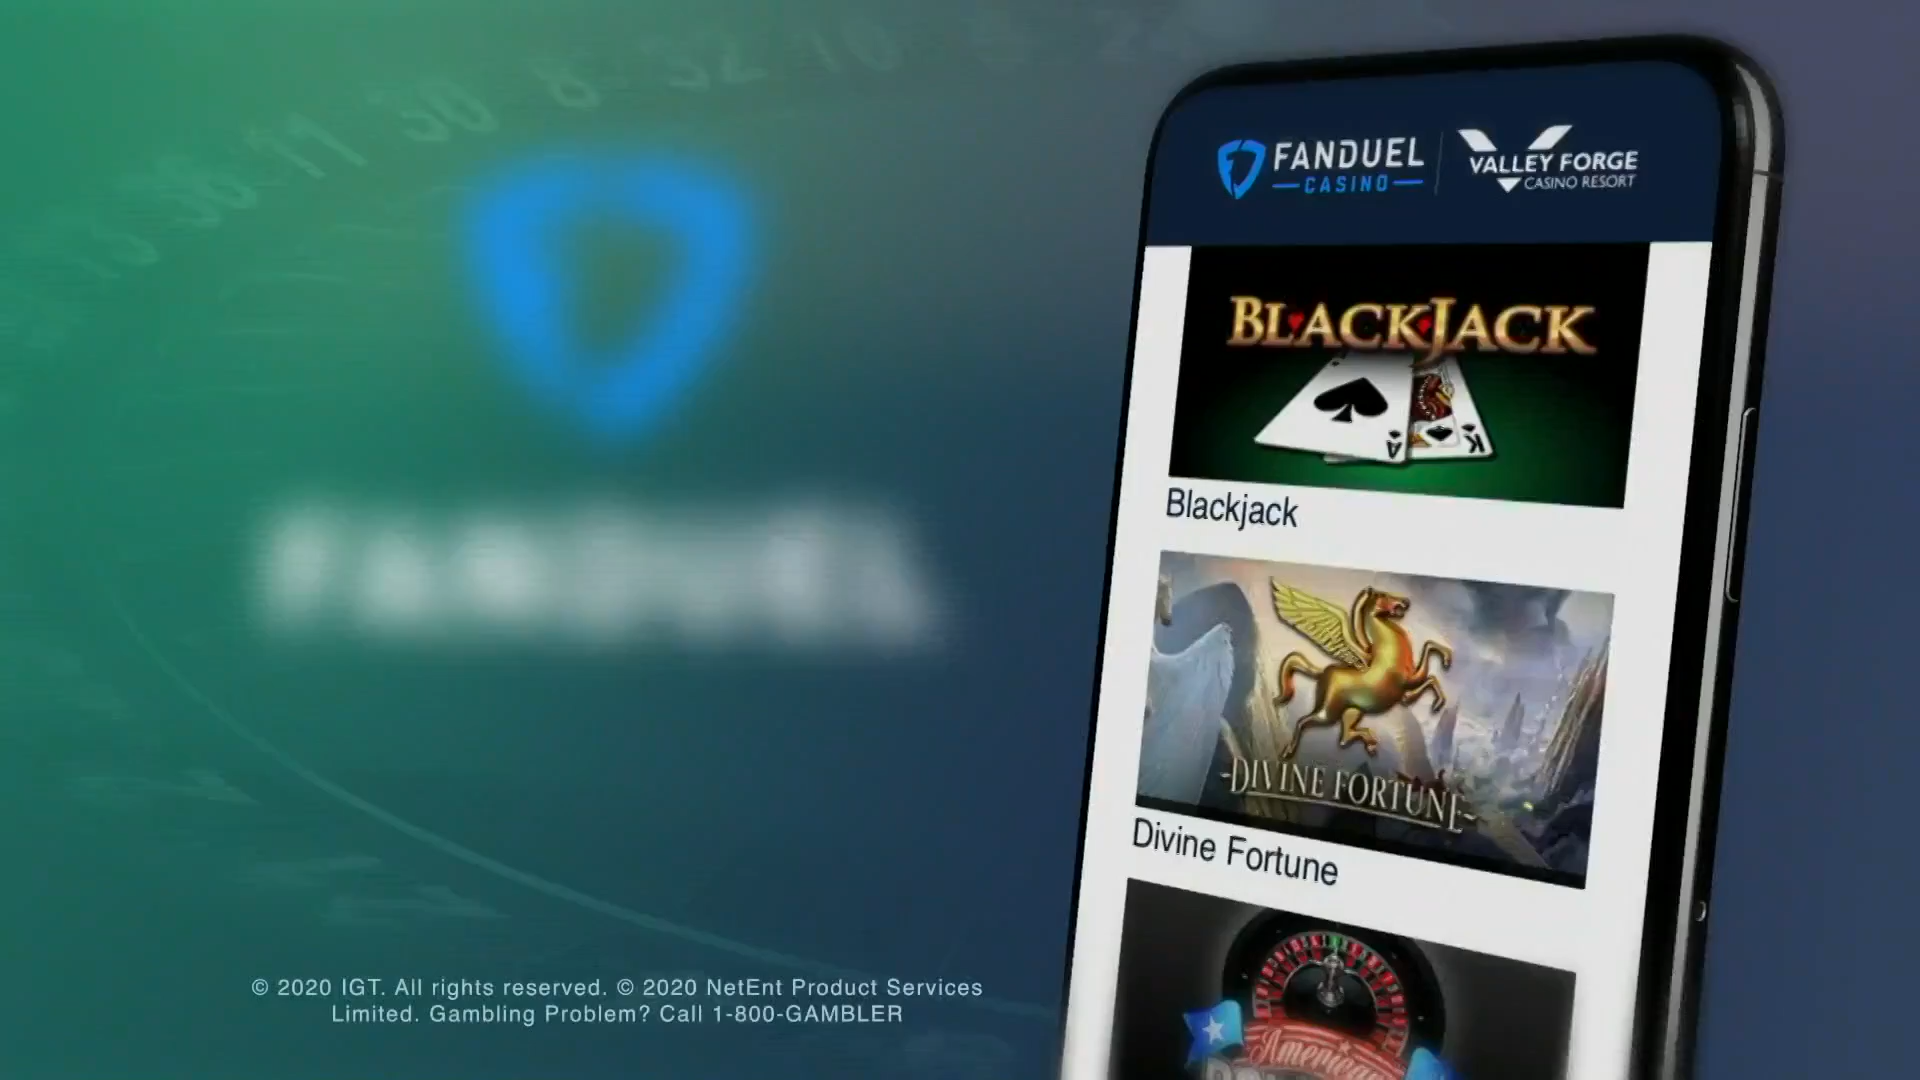 FANDUEL
CASINO
VALLEY FORGE
CASINO RESORT
BLACKJACK
A
K
Blackjack
-DIVINE FORTUNE-
Divine Fortune
American
© 2020 IGT. All rights reserved. © 2020 NetEnt Product Services
Limited. Gambling Problem? Call 1-800-GAMBLER